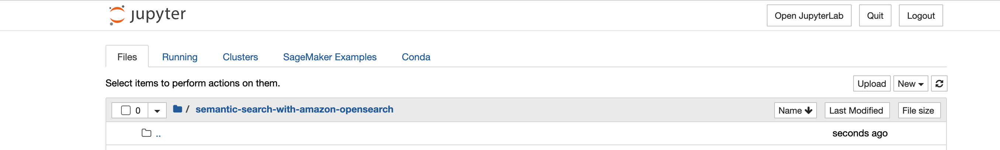 jupyter Open JupyterLab Quit Logout
Files Running Clusters SageMaker Examples Conda
Select items to perform actions on them. Upload New
0 / semantic-search-with-amazon-opensearch Name Last Modified File size
.. seconds ago